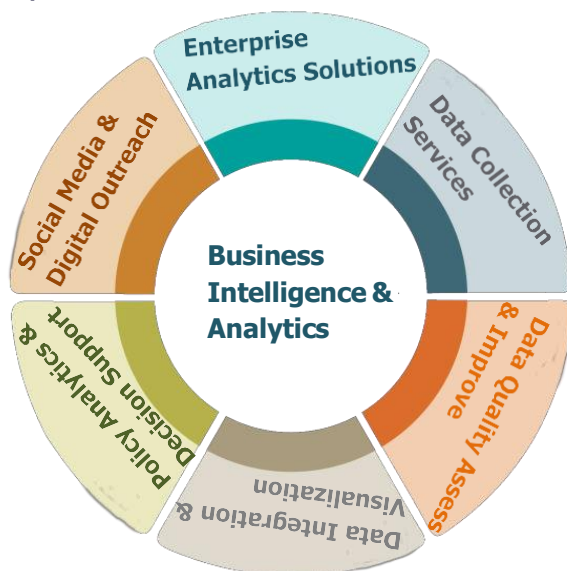 Enterprise
Analytics Solutions
Data Collection
Services
Data Quality Assess
& Improve
Data Integration &
Visualization
Policy Analytics &
Decision Support
Social Media &
Digital Outreach
Business
Intelligence &
Analytics